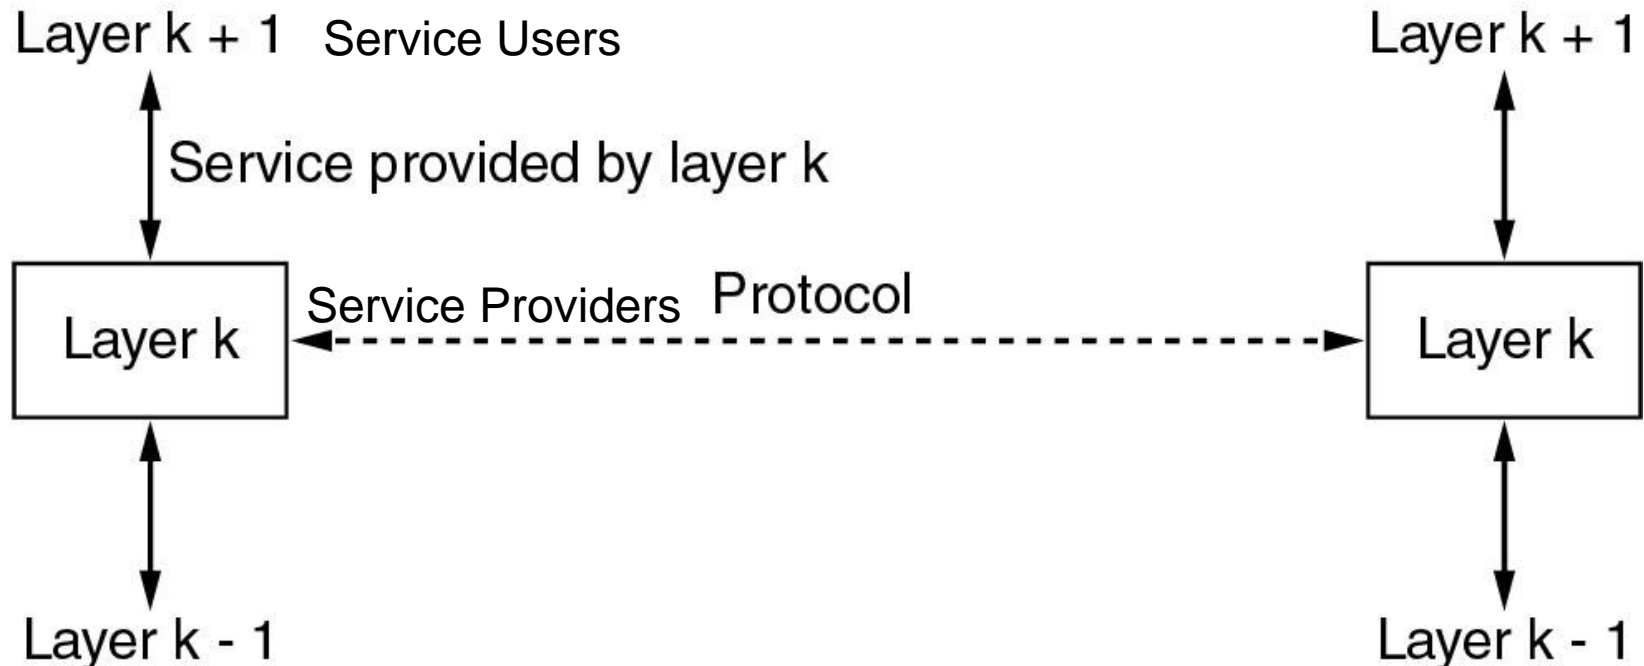 Layer k + 1 Service Users Layer k + 1
Service provided by layer k
Service Providers Protocol
Layer k Layer k
Layer k - 1 Layer k - 1